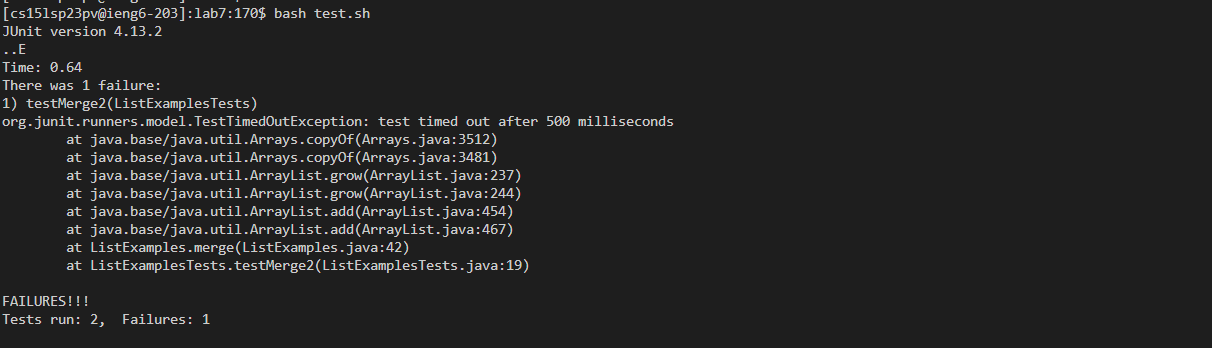 [cs15lsp23pv@ieng6-203]:lab7:170$ bash test.sh
JUnit version 4.13.2
..E
Time: 0.64
There was 1 failure:
1) testMerge2(ListExamplesTests)
org.junit.runners.model.TestTimedOutException: test timed out after 500 milliseconds
        at java.base/java.util.Arrays.copyOf(Arrays.java:3512)
        at java.base/java.util.Arrays.copyOf(Arrays.java:3481)
        at java.base/java.util.ArrayList.grow(ArrayList.java:237)
        at java.base/java.util.ArrayList.grow(ArrayList.java:244)
        at java.base/java.util.ArrayList.add(ArrayList.java:454)
        at java.base/java.util.ArrayList.add(ArrayList.java:467)
        at ListExamples.merge(ListExamples.java:42)
        at ListExamplesTests.testMerge2(ListExamplesTests.java:19)

FAILURES!!!
Tests run: 2,  Failures: 1